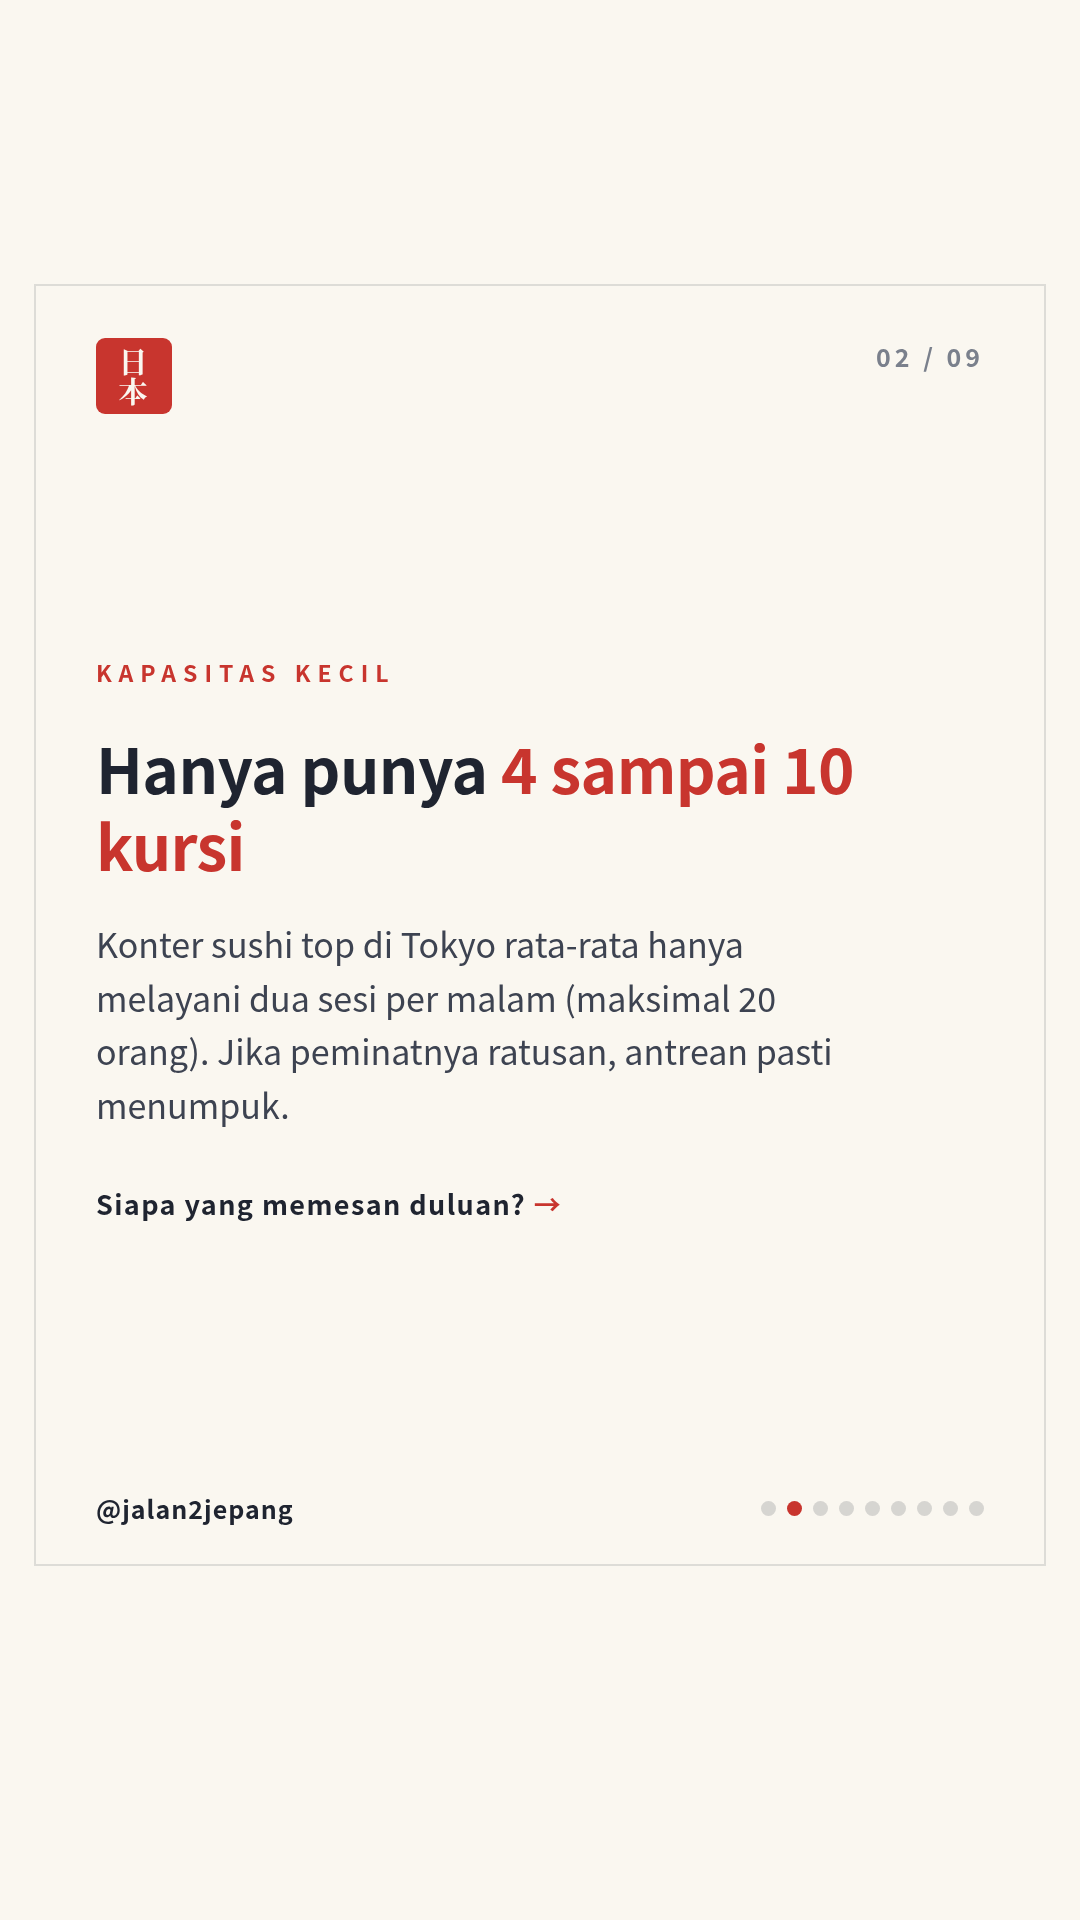 日
本
02 / 09
KAPASITAS KECIL
Hanya punya 4 sampai 10
kursi
Konter sushi top di Tokyo rata-rata hanya
melayani dua sesi per malam (maksimal 20
orang). Jika peminatnya ratusan, antrean pasti
menumpuk.
Siapa yang memesan duluan? →
@jalan2jepang